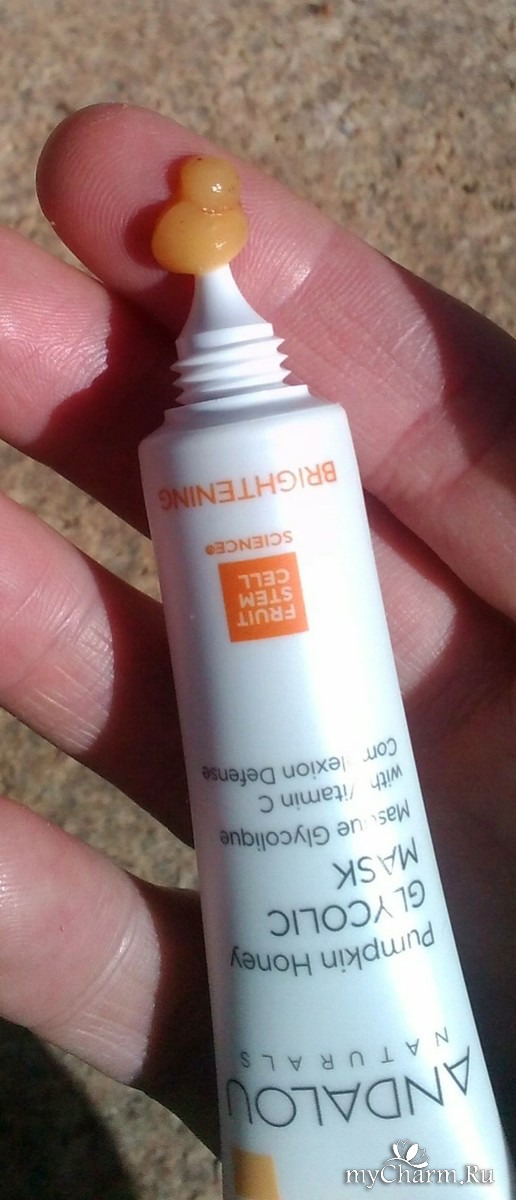 ANDALOU
NATURALS
Pumpkin Honey
GLYCOLIC
MASK
Masque Glycolique
with Vitamin C
Complexion Defense
FRUIT
STEM
CELL
SCIENCE®
BRIGHTENING
myCharm.Ru